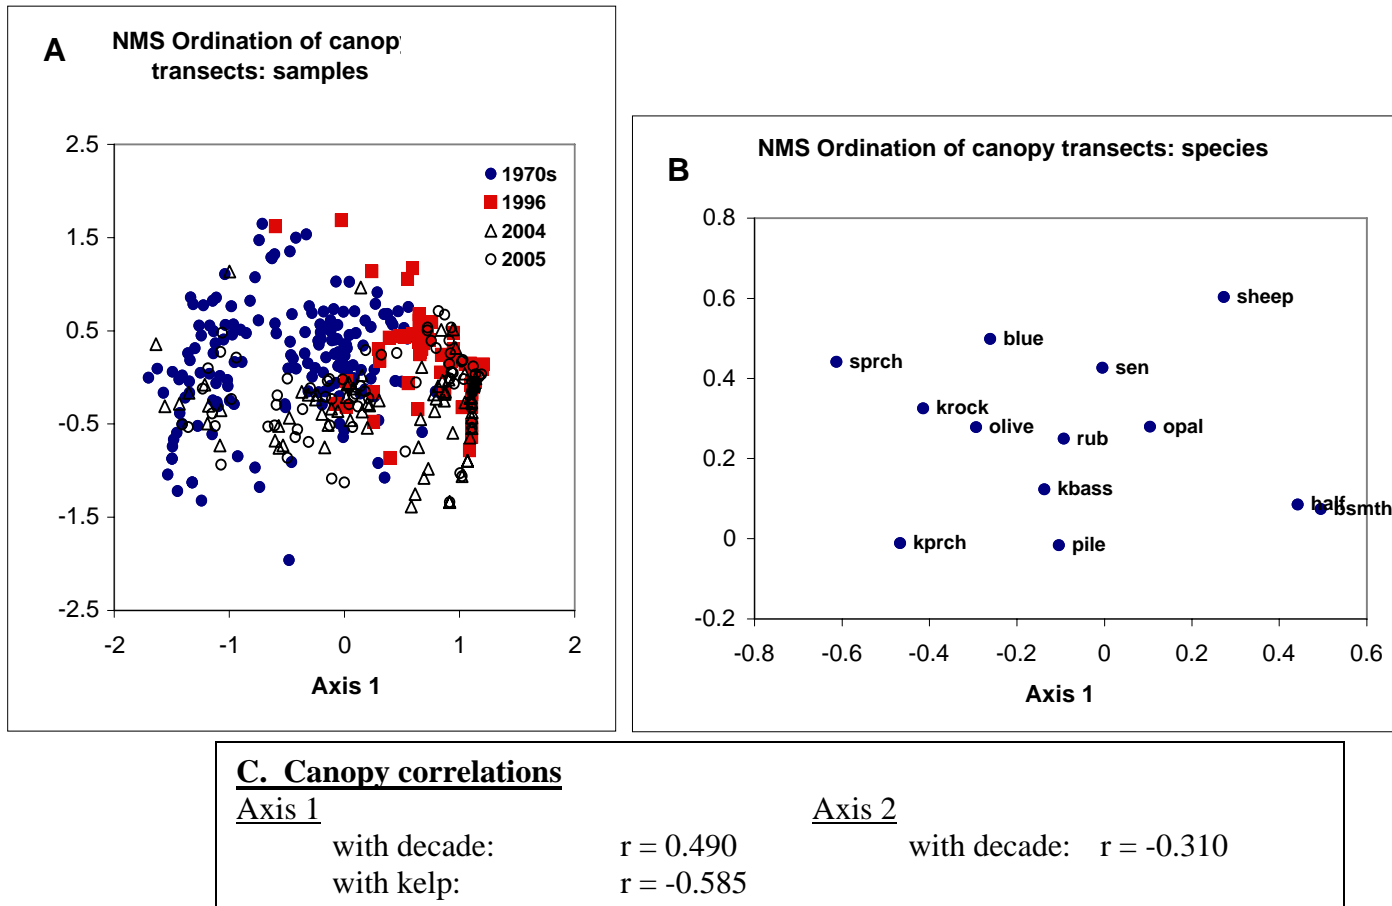 A
NMS Ordination of canopy
transects: samples
2.5
1.5
0.5
-0.5
-1.5
-2.5
-2 -1 0 1 2
Axis 1
1970s
1996
2004
2005
B
NMS Ordination of canopy transects: species
0.8
0.6
0.4
0.2
0
-0.2
-0.8 -0.6 -0.4 -0.2 0 0.2 0.4 0.6
Axis 1
sheep
blue
sprch
sen
krock
olive
opal
rub
kbass
half
bsmth
kprch
pile
C. Canopy correlations
Axis 1 Axis 2
with decade: r = 0.490 with decade: r = -0.310
with kelp: r = -0.585